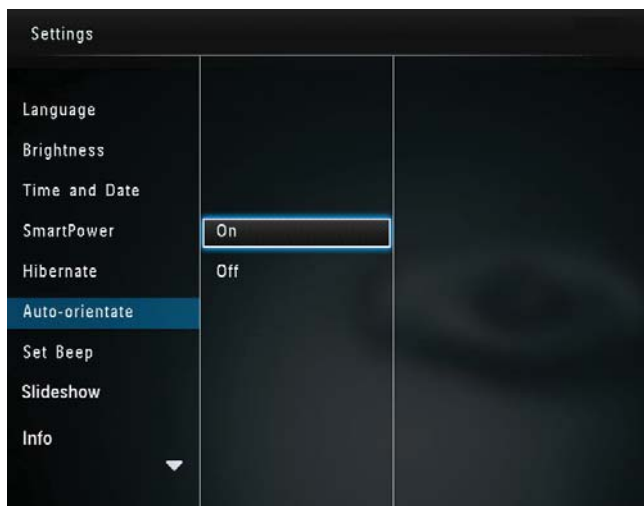 Settings
Language
Brightness
Time and Date
SmartPower
Hibernate
Auto-orientate
Set Beep
Slideshow
Info
On
Off